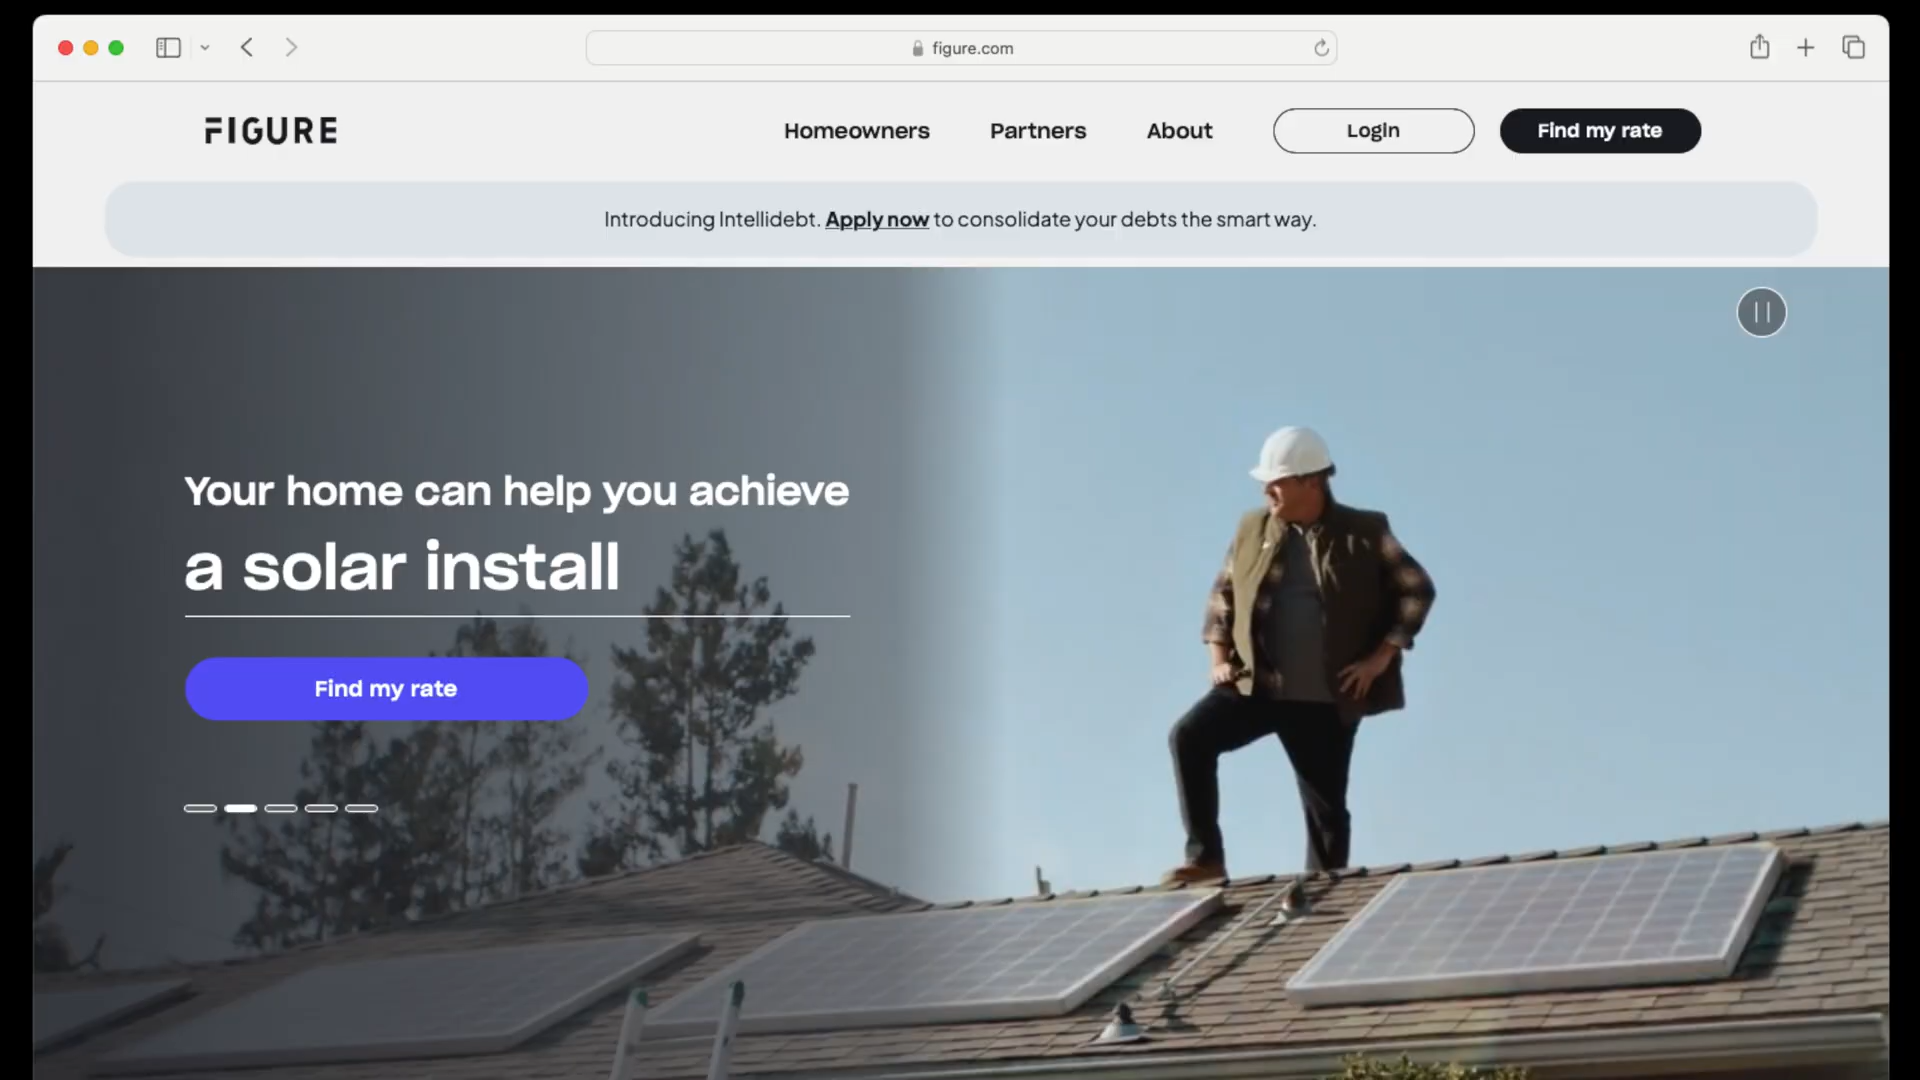 figure.com
FIGURE
Homeowners
Partners
About
Login
Find my rate
Introducing Intellidebt. Apply now to consolidate your debts the smart way.
Your home can help you achieve
a solar install
Find my rate